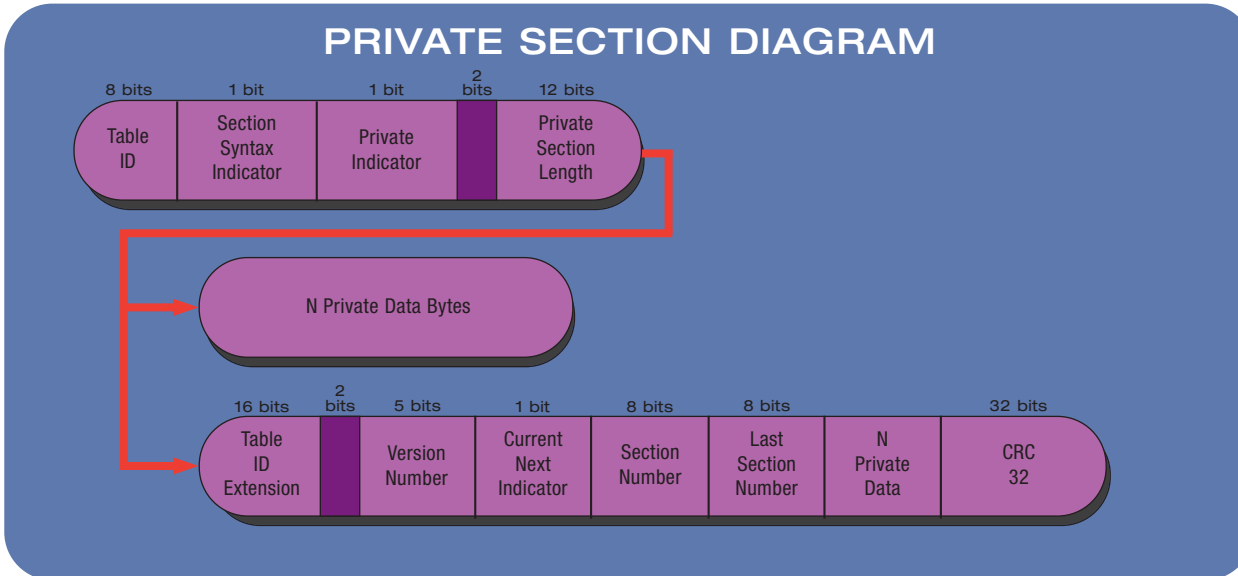 PRIVATE SECTION DIAGRAM
8 bits
1 bit
1 bit
2
bits
12 bits
Table
ID
Section
Syntax
Indicator
Private
Indicator
Private
Section
Length
N Private Data Bytes
16 bits
2
bits
5 bits
1 bit
8 bits
8 bits
32 bits
Table
ID
Extension
Version
Number
Current
Next
Indicator
Section
Number
Last
Section
Number
N
Private
Data
CRC
32